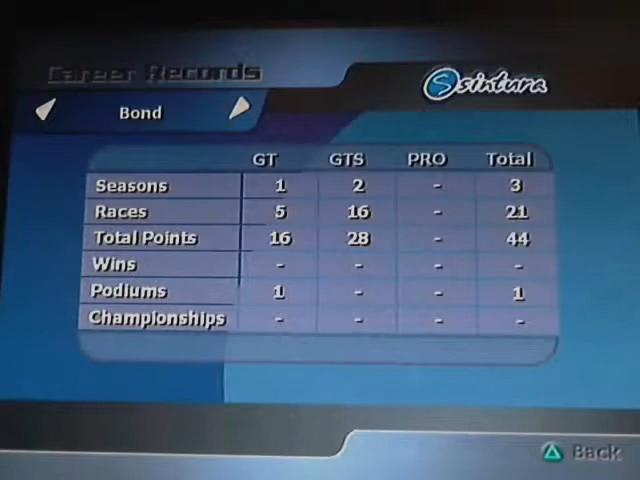 Career Records
Ssintura
Bond
GT GTS PRO Total
Seasons 1 2 - 3
Races 5 16 - 21
Total Points 16 28 - 44
Wins - - - -
Podiums 1 - - 1
Championships - - - -
Back